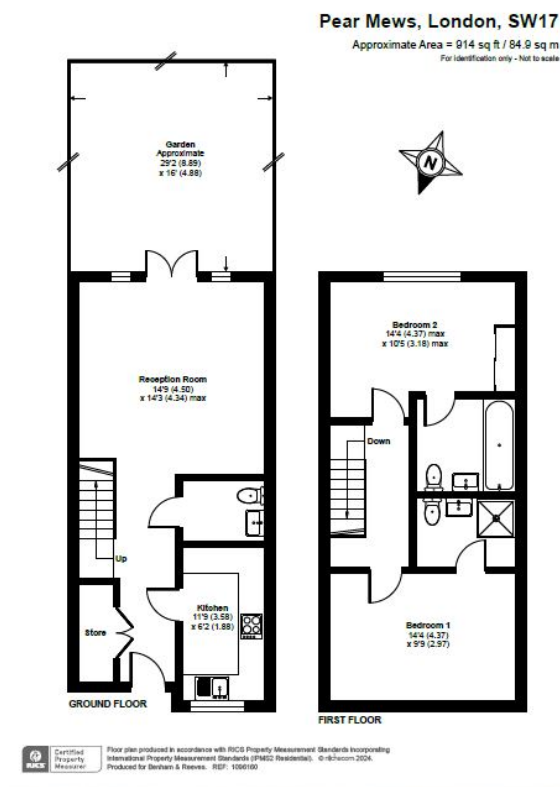 Pear Mews, London, SW17
Approximate Area = 914 sq ft / 84.9 sq m
For identification only - Not to scale
Garden
Approximate
29'2 (8.89)
x 16' (4.88)
N
Reception Room
14'9 (4.50)
x 14'3 (4.34) max
Up
Store
Kitchen
11'9 (3.58)
x 6'2 (1.88)
GROUND FLOOR
Bedroom 2
14'4 (4.37) max
x 10'5 (3.18) max
Down
Bedroom 1
14'4 (4.37)
x 9'9 (2.97)
FIRST FLOOR
RICS
Certified
Property
Measurer
Floor plan produced in accordance with RICS Property Measurement Standards incorporating
International Property Measurement Standards (IPMS2 Residential). © nichecom 2024.
Produced for Benham & Reeves. REF: 1096160